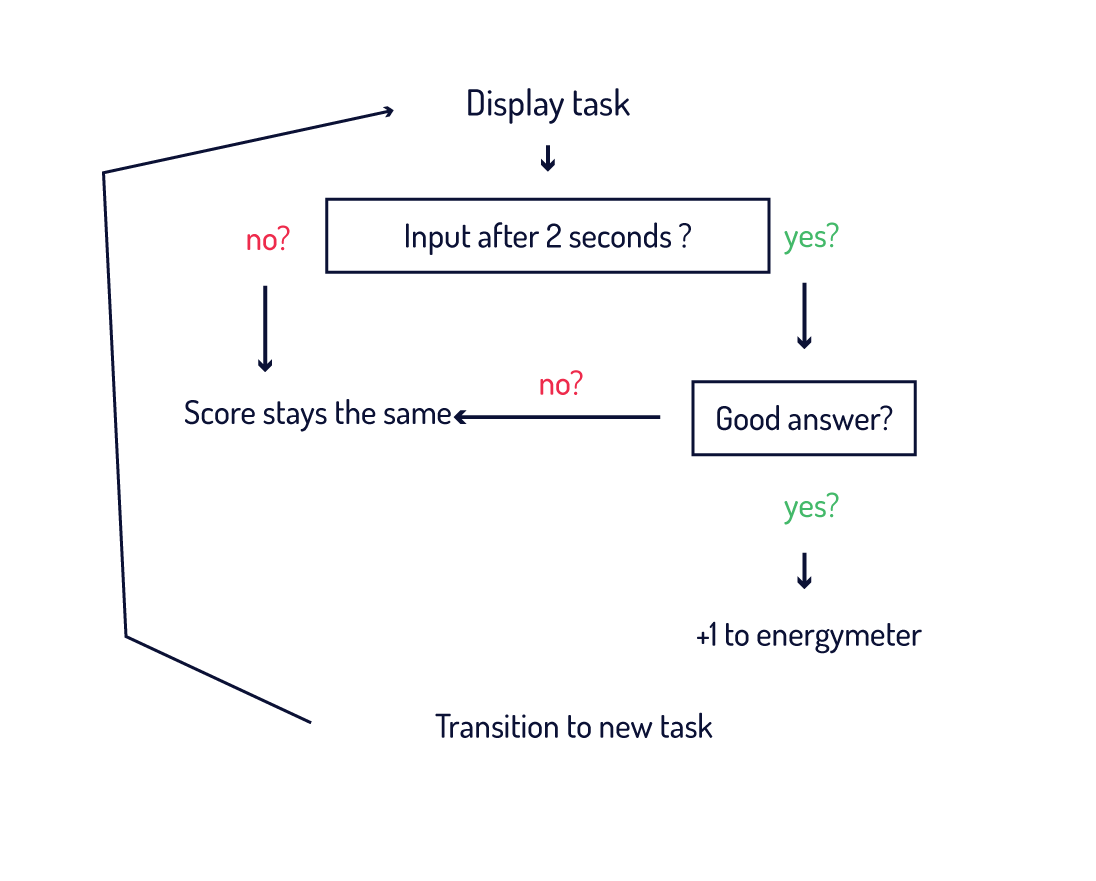 Display task
no?
Input after 2 seconds ?
yes?
no?
Score stays the same
Good answer?
yes?
+1 to energymeter
Transition to new task